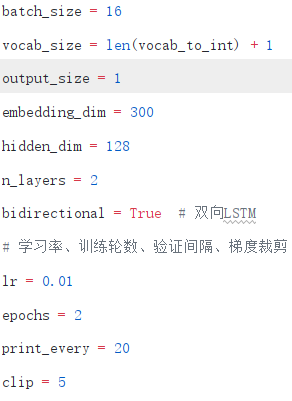 batch_size = 16
vocab_size = len(vocab_to_int) + 1
output_size = 1
embedding_dim = 300
hidden_dim = 128
n_layers = 2
bidirectional = True  # 双向LSTM
# 学习率、训练轮数、验证间隔、梯度裁剪
lr = 0.01
epochs = 2
print_every = 20
clip = 5